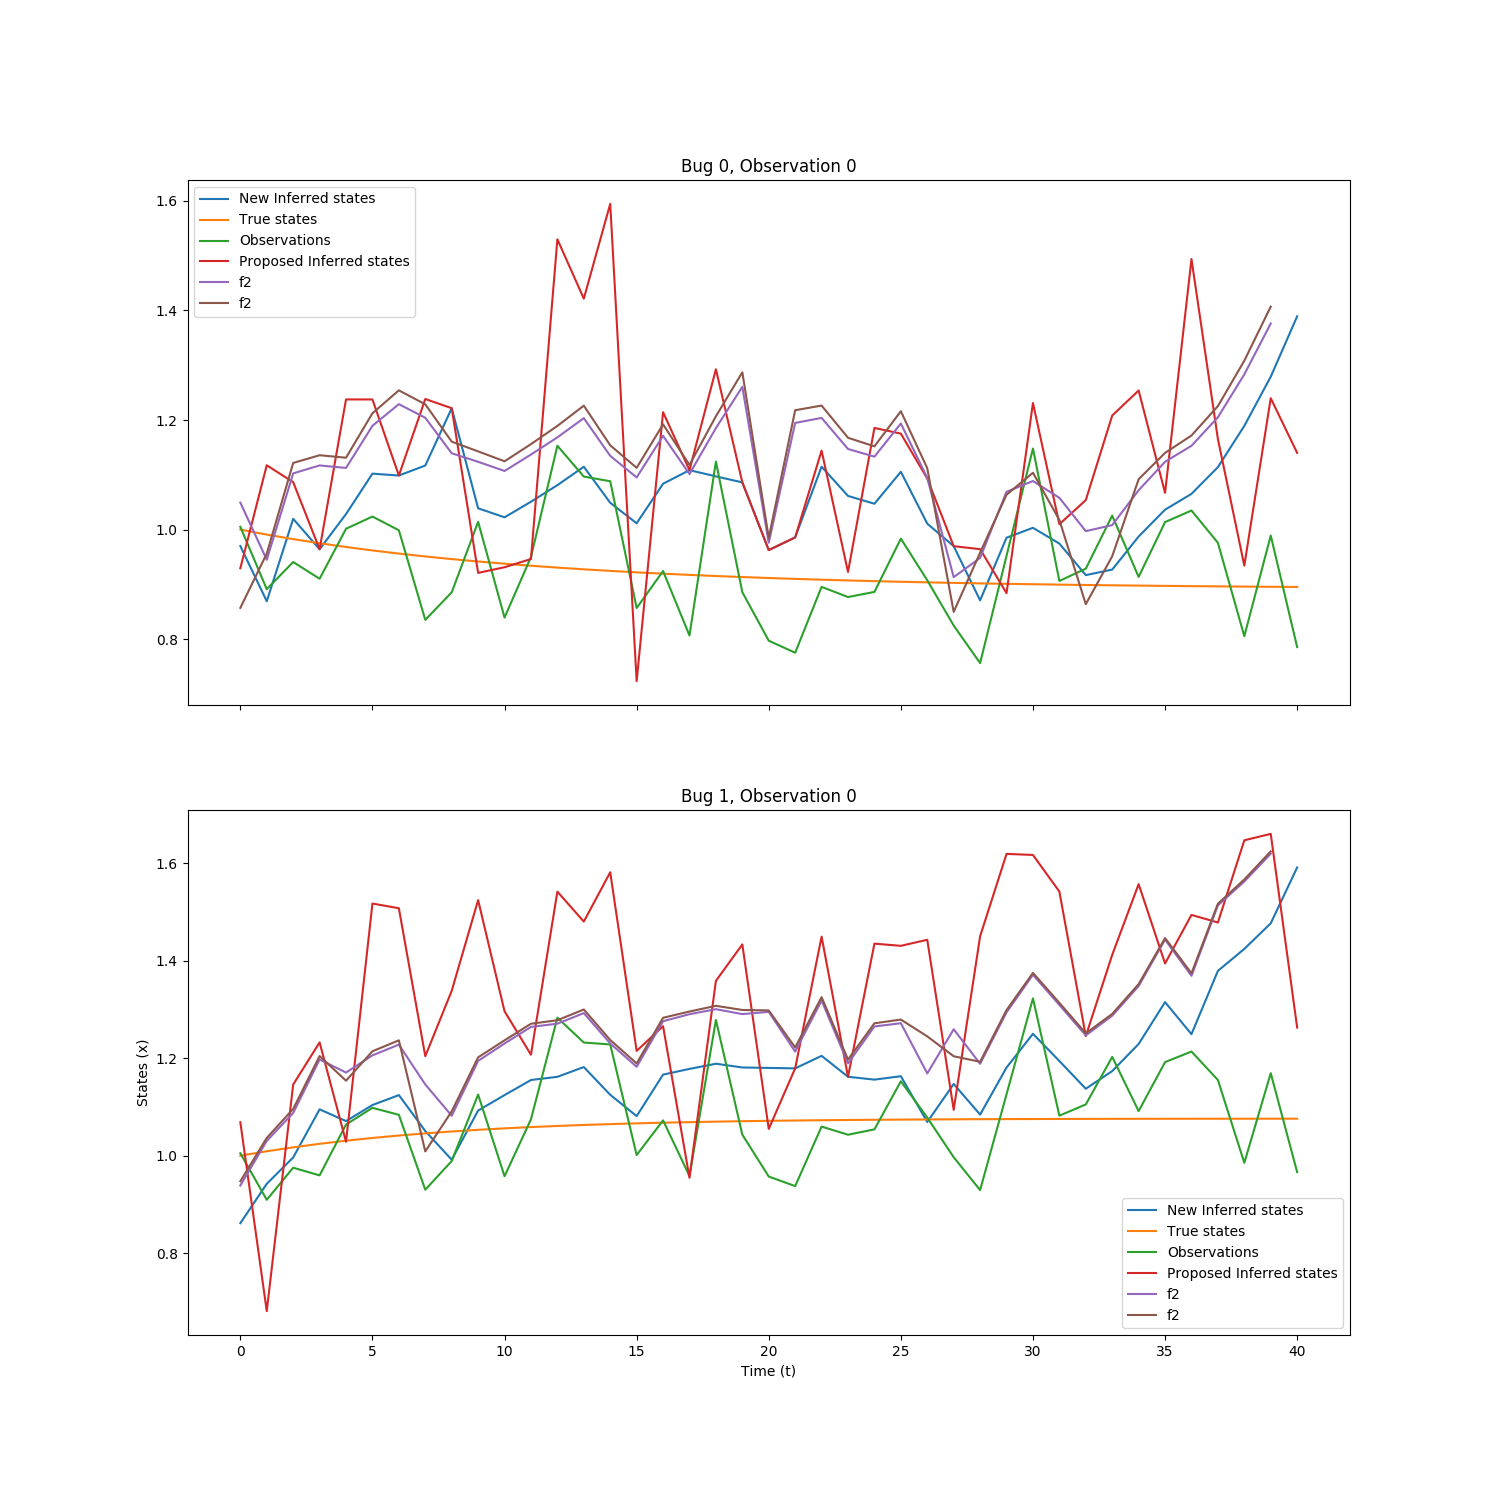 Bug 0, Observation 0
1.6
1.4
1.2
1.0
0.8
New Inferred states
True states
Observations
Proposed Inferred states
f2
f2
Bug 1, Observation 0
1.6
1.4
1.2
1.0
0.8
States (x)
New Inferred states
True states
Observations
Proposed Inferred states
f2
f2
0 5 10 15 20 25 30 35 40
Time (t)